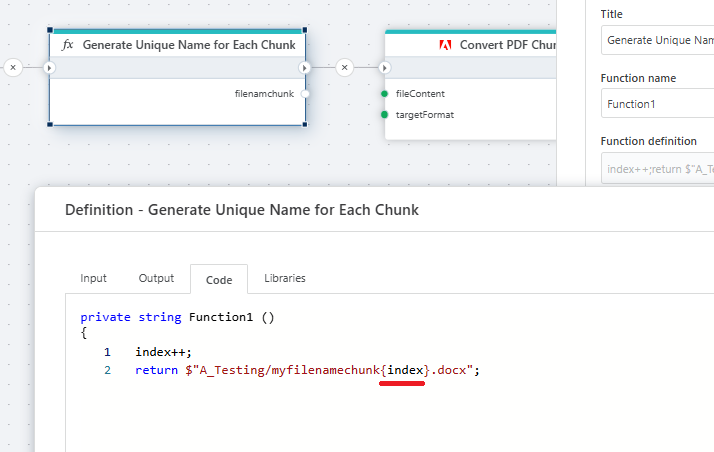 Title
fx Generate Unique Name for Each Chunk
Convert PDF Chur
Generate Unique Nam
Function name
filenamchunk
fileContent
Function1
targetFormat
Function definition
index++;return $"A_Te
Definition - Generate Unique Name for Each Chunk
Input Output Code Libraries
private string Function1 ()
{
1 index++;
2 return $"A_Testing/myfilenamechunk{index}.docx";